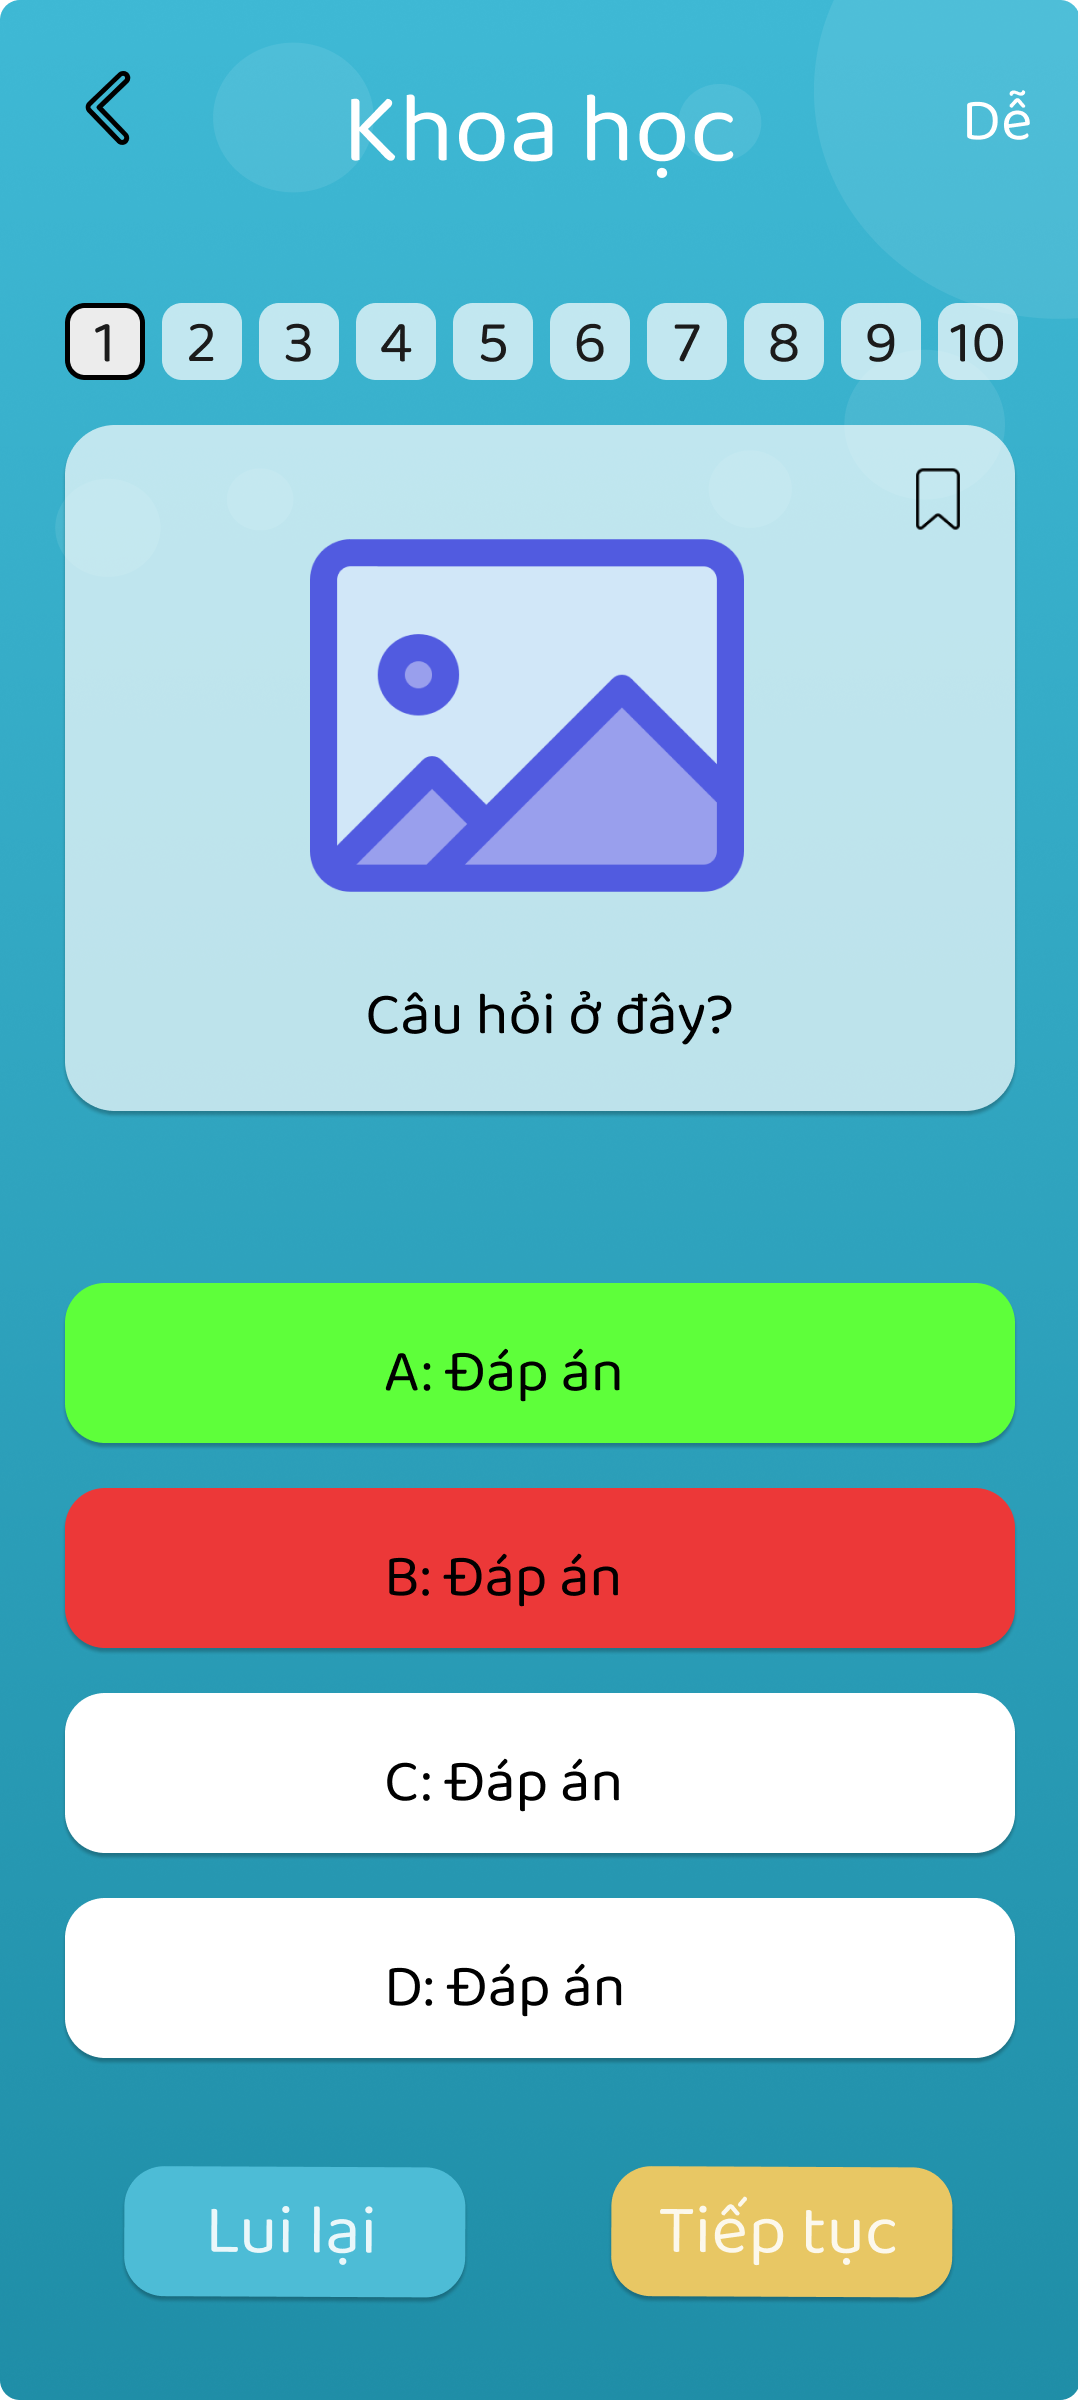 Khoa học
Dễ
1 2 3 4 5 6 7 8 9 10
Câu hỏi ở đây?
A: Đáp án
B: Đáp án
C: Đáp án
D: Đáp án
Lui lại
Tiếp tục